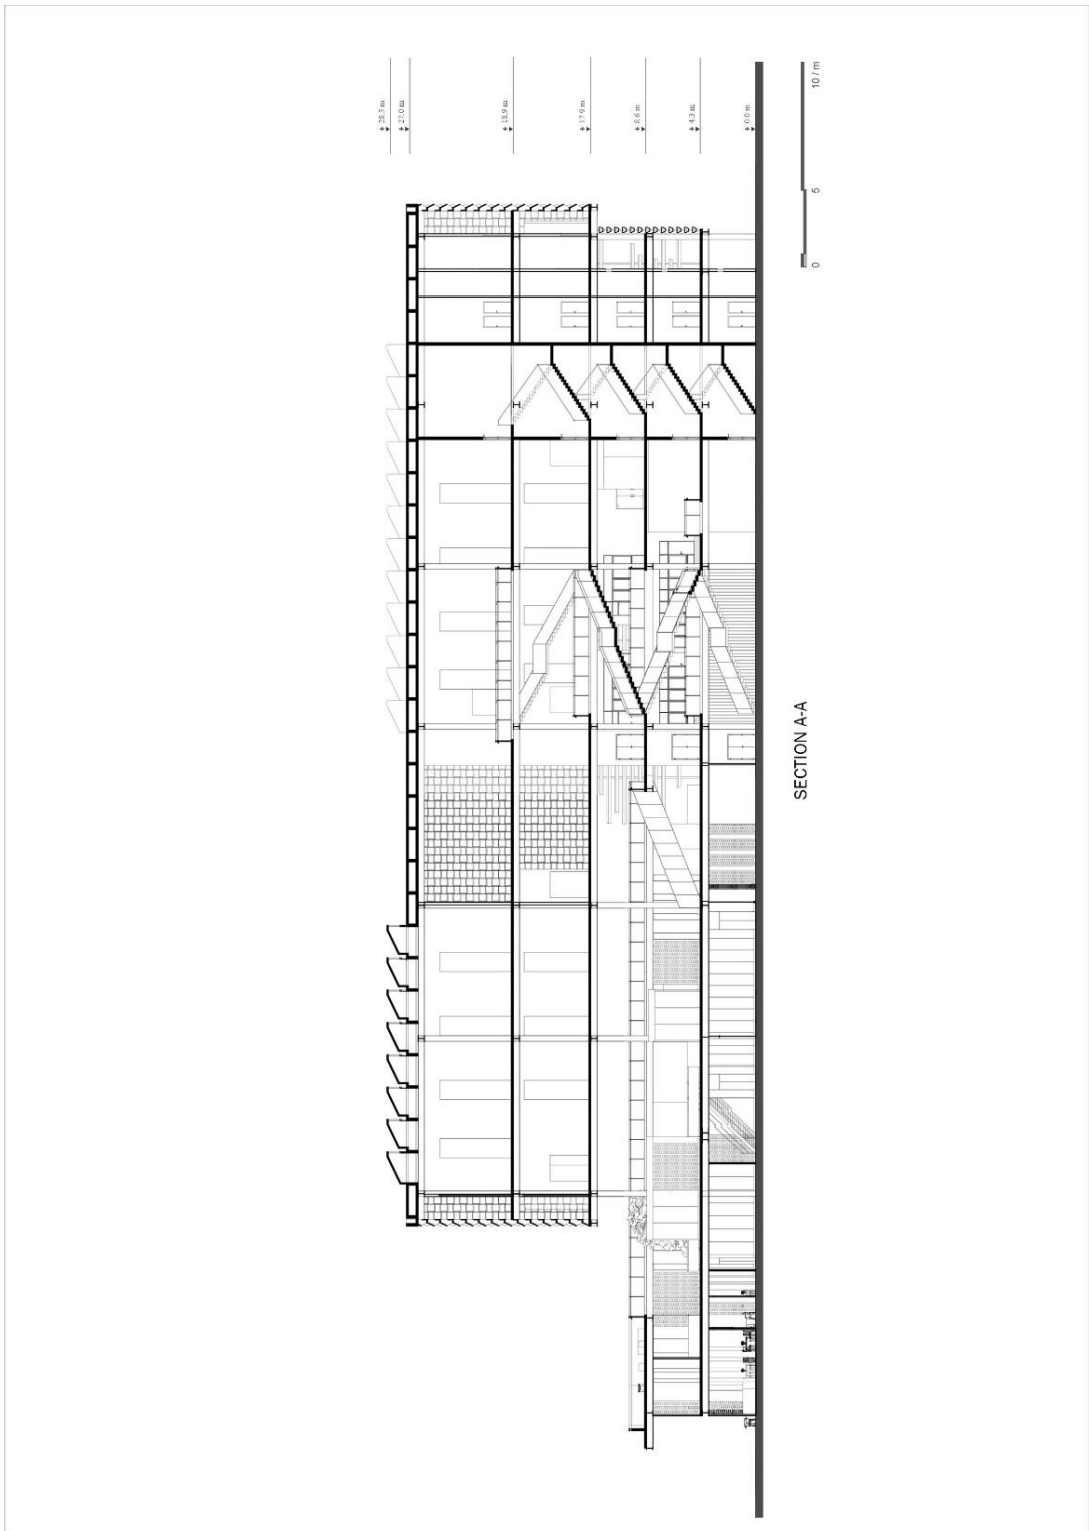 + 28.5 m
+ 27.0 m
+ 18.9 m
+ 12.9 m
+ 8.6 m
+ 4.3 m
+ 0.0 m
SECTION A-A
0 5 10 / m